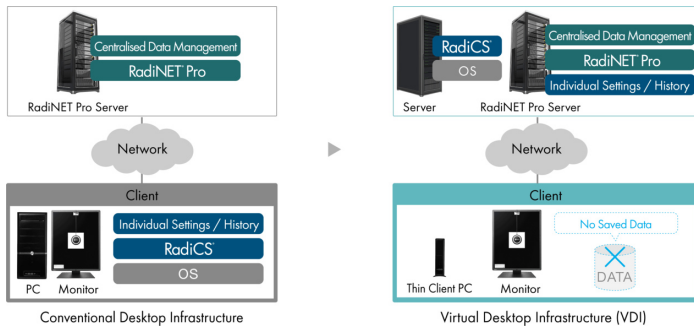 Centralised Data Management
RadiNET® Pro
RadiNET Pro Server
Network
Client
Individual Settings / History
RadiCS®
OS
PC
Monitor
Conventional Desktop Infrastructure
RadiCS®
OS
Server
Centralised Data Management
RadiNET® Pro
Individual Settings / History
RadiNET Pro Server
Network
Client
Thin Client PC
Monitor
No Saved Data
DATA
Virtual Desktop Infrastructure (VDI)